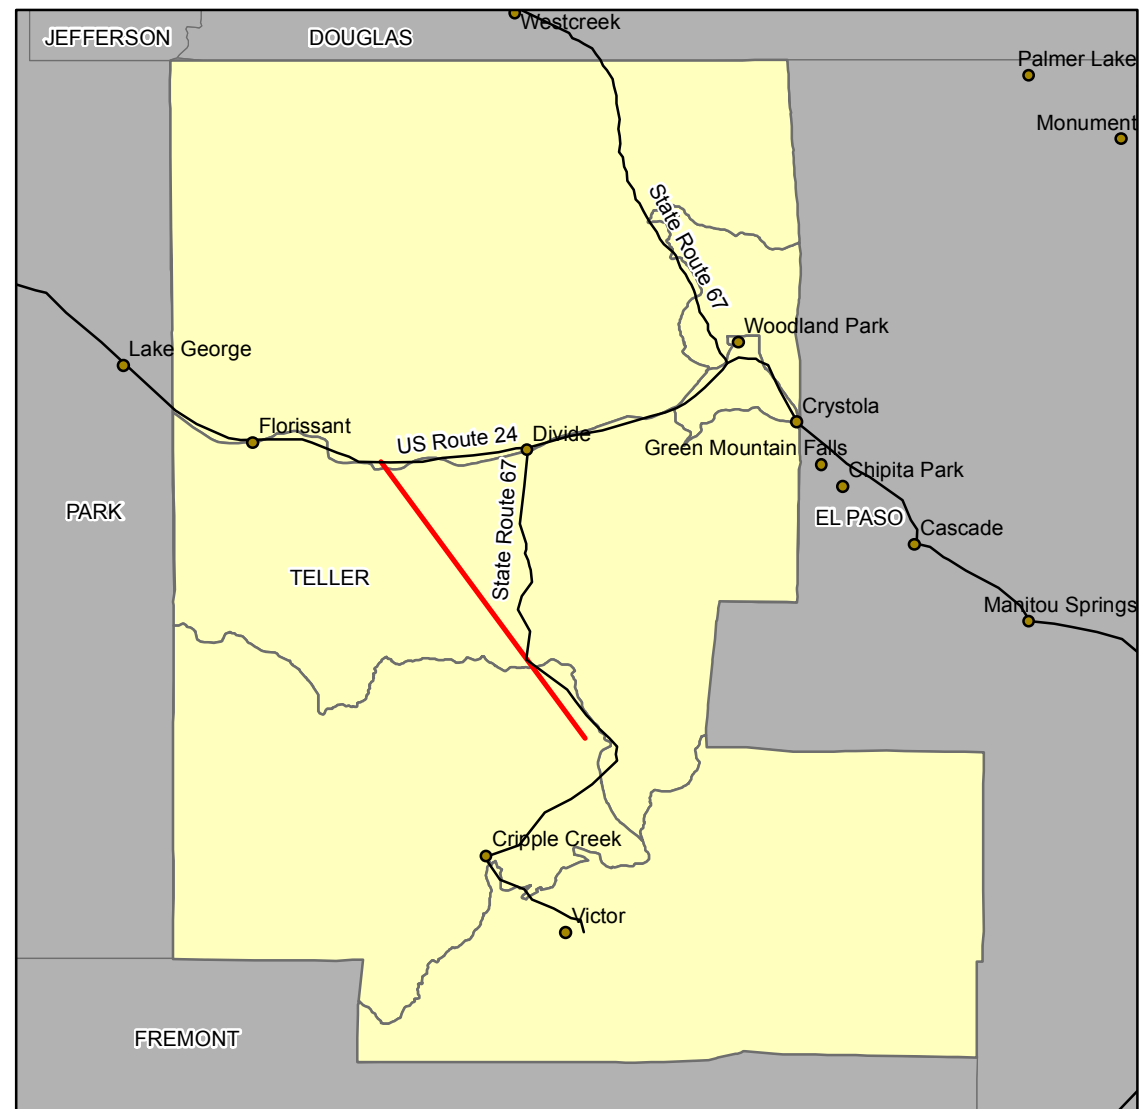 Westcreek
JEFFERSON
DOUGLAS
Palmer Lake
Monument
State Route 67
Woodland Park
Lake George
Crystola
Florissant
US Route 24
Divide
Green Mountain Falls
Chipita Park
State Route 67
PARK
EL PASO
Cascade
TELLER
Manitou Springs
Cripple Creek
Victor
FREMONT